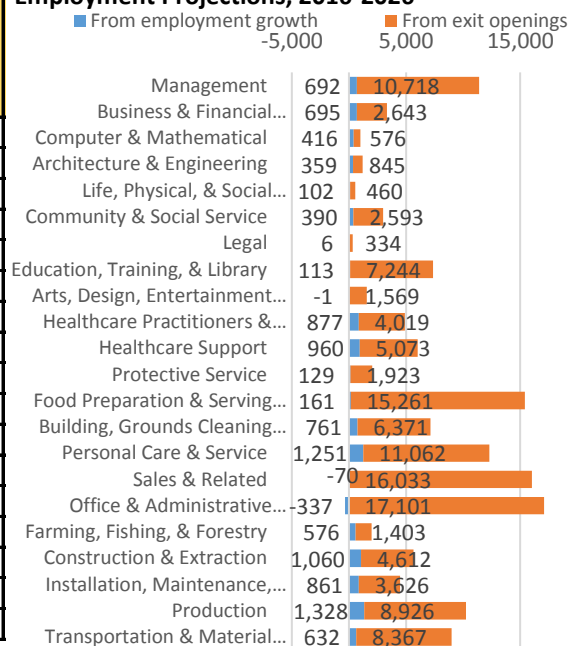 Employment Projections, 2016-2026
From employment growth From exit openings
-5,000 5,000 15,000
Management 692 10,718
Business & Financial... 695 2,643
Computer & Mathematical 416 576
Architecture & Engineering 359 845
Life, Physical, & Social... 102 460
Community & Social Service 390 2,593
Legal 6 334
Education, Training, & Library 113 7,244
Arts, Design, Entertainment... -1 1,569
Healthcare Practitioners &... 877 4,019
Healthcare Support 960 5,073
Protective Service 129 1,923
Food Preparation & Serving... 161 15,261
Building, Grounds Cleaning... 761 6,371
Personal Care & Service 1,251 11,062
Sales & Related -70 16,033
Office & Administrative... -337 17,101
Farming, Fishing, & Forestry 576 1,403
Construction & Extraction 1,060 4,612
Installation, Maintenance,... 861 3,626
Production 1,328 8,926
Transportation & Material... 632 8,367